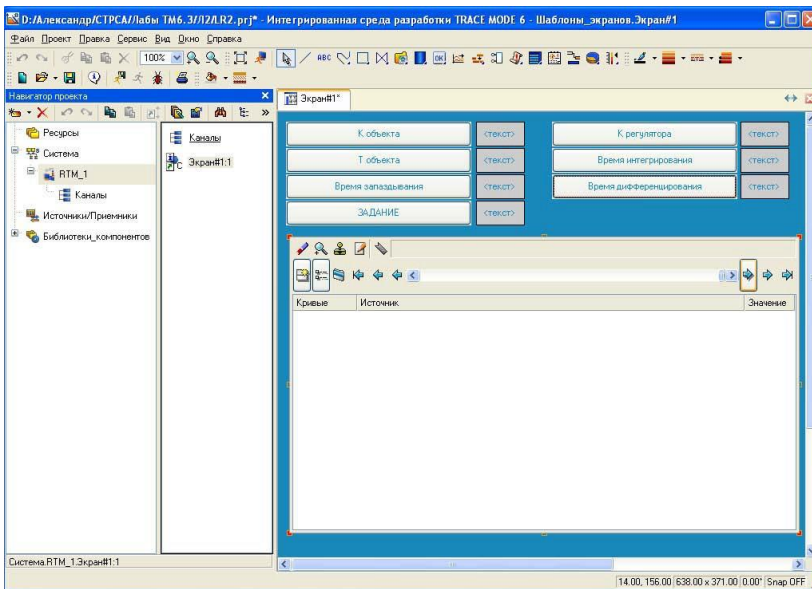 D:/Александр/СТРСА/Лабы ТМ6.3/Л2/LR2.prj* - Интегрированная среда разработки TRACE MODE 6 - Шаблоны_экранов.Экран#1
Файл Проект Правка Сервис Вид Окно Справка
100%
ABC
OK
Навигатор проекта
Экран#1*
Ресурсы
Система
RTM_1
Каналы
Источники/Приемники
Библиотеки_компонентов
Каналы
Экран#1:1
К объекта
<текст>
К регулятора
<текст>
Т объекта
<текст>
Время интегрирования
<текст>
Время запаздывания
<текст>
Время дифференцирования
<текст>
ЗАДАНИЕ
<текст>
Кривые
Источник
Значение
Система.RTM_1.Экран#1:1
14.00, 156.00 638.00 x 371.00 0.00° Snap OFF